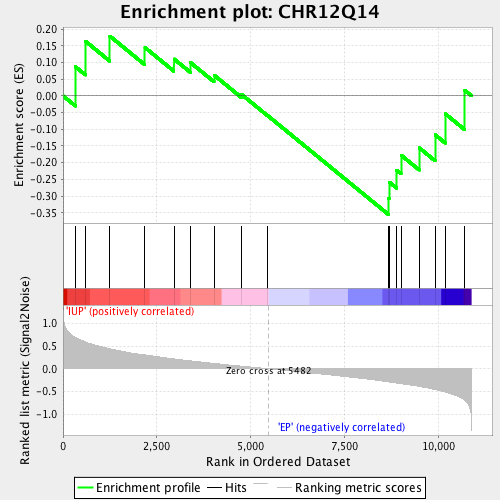 Enrichment plot: CHR12Q14
Enrichment score (ES)
0.20
0.15
0.10
0.05
0.00
-0.05
-0.10
-0.15
-0.20
-0.25
-0.30
-0.35
Ranked list metric (Signal2Noise)
'IUP' (positively correlated)
1.0
0.5
0.0
-0.5
-1.0
Zero cross at 5482
'EP' (negatively correlated)
0 2,500 5,000 7,500 10,000
Rank in Ordered Dataset
Enrichment profile Hits Ranking metric scores